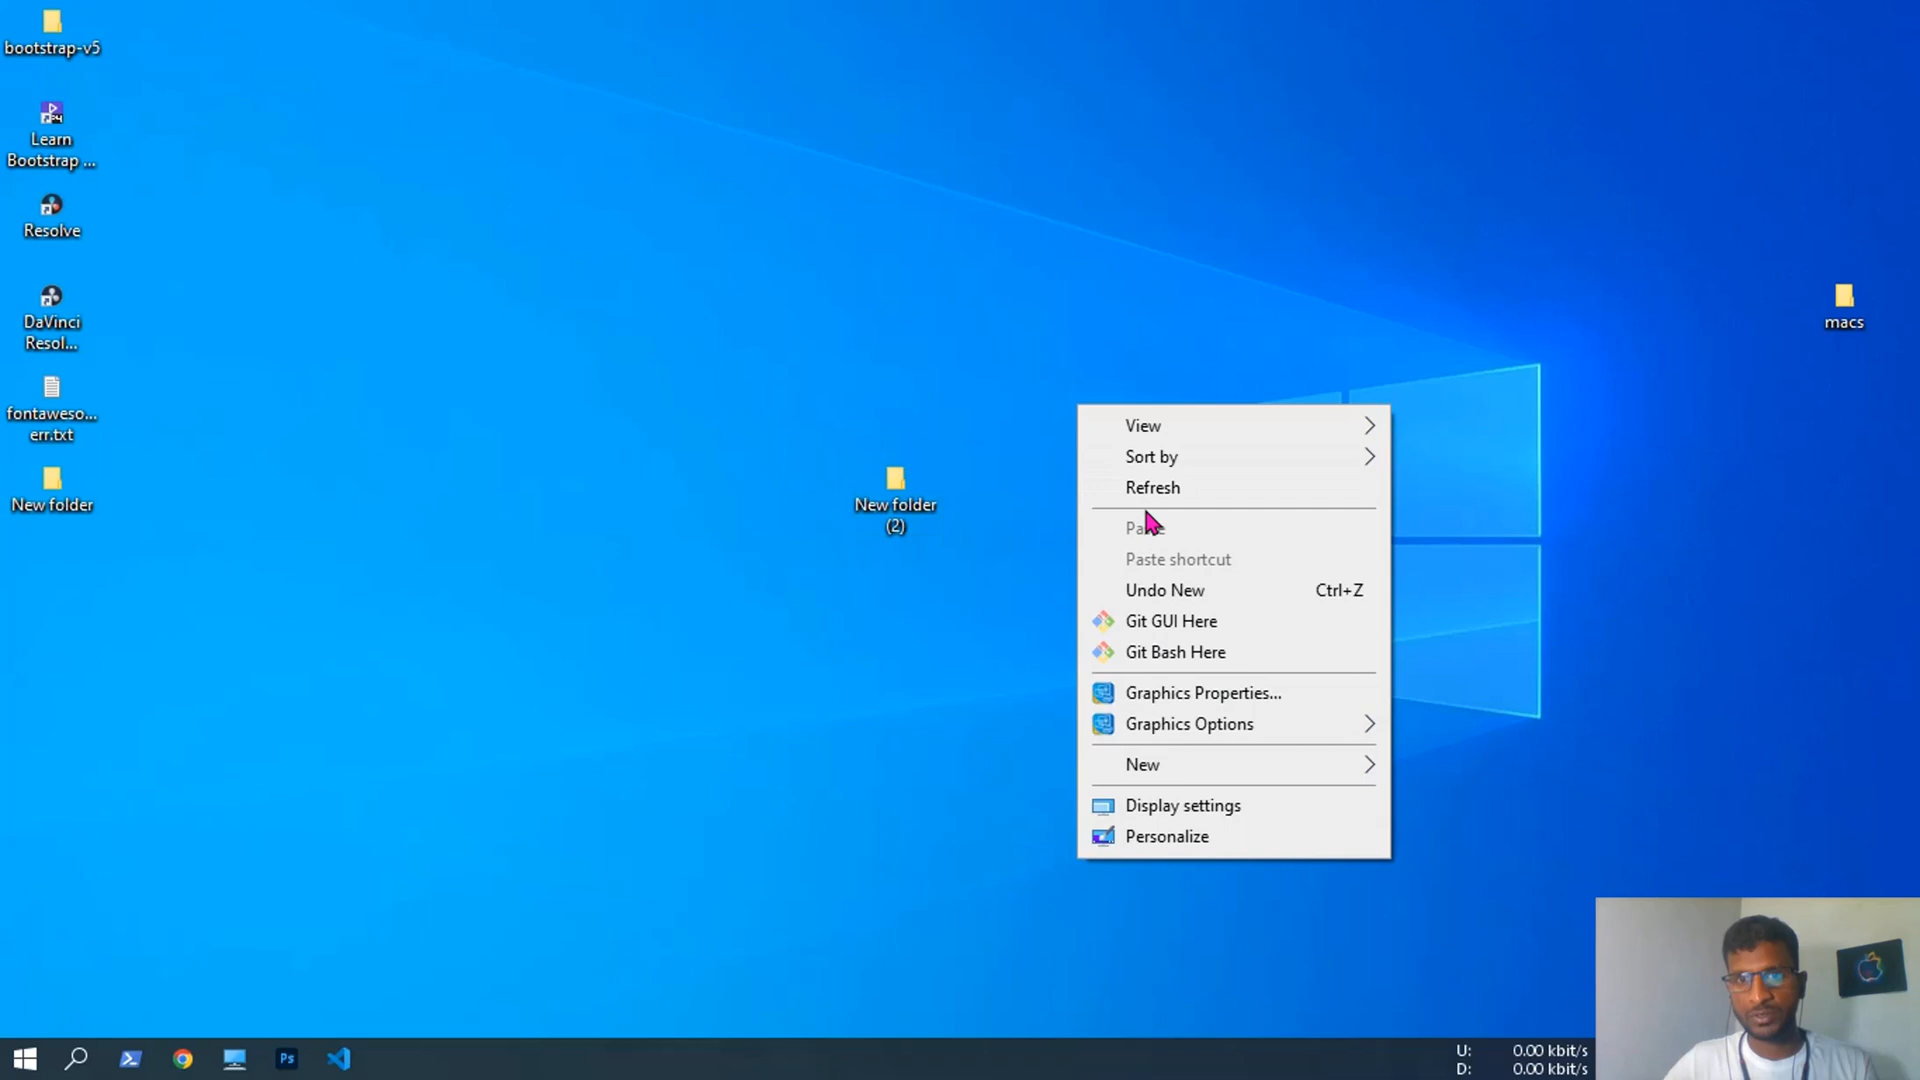 bootstrap-v5
Learn
Bootstrap ...
Resolve
DaVinci
Resol...
fontaweso...
err.txt
New folder
New folder
(2)
macs
View
Sort by
Refresh
Paste shortcut
Undo New Ctrl+Z
Git GUI Here
Git Bash Here
Graphics Properties...
Graphics Options
New
Display settings
Personalize
Ps
U: 0.00 kbit/s
D: 0.00 kbit/s